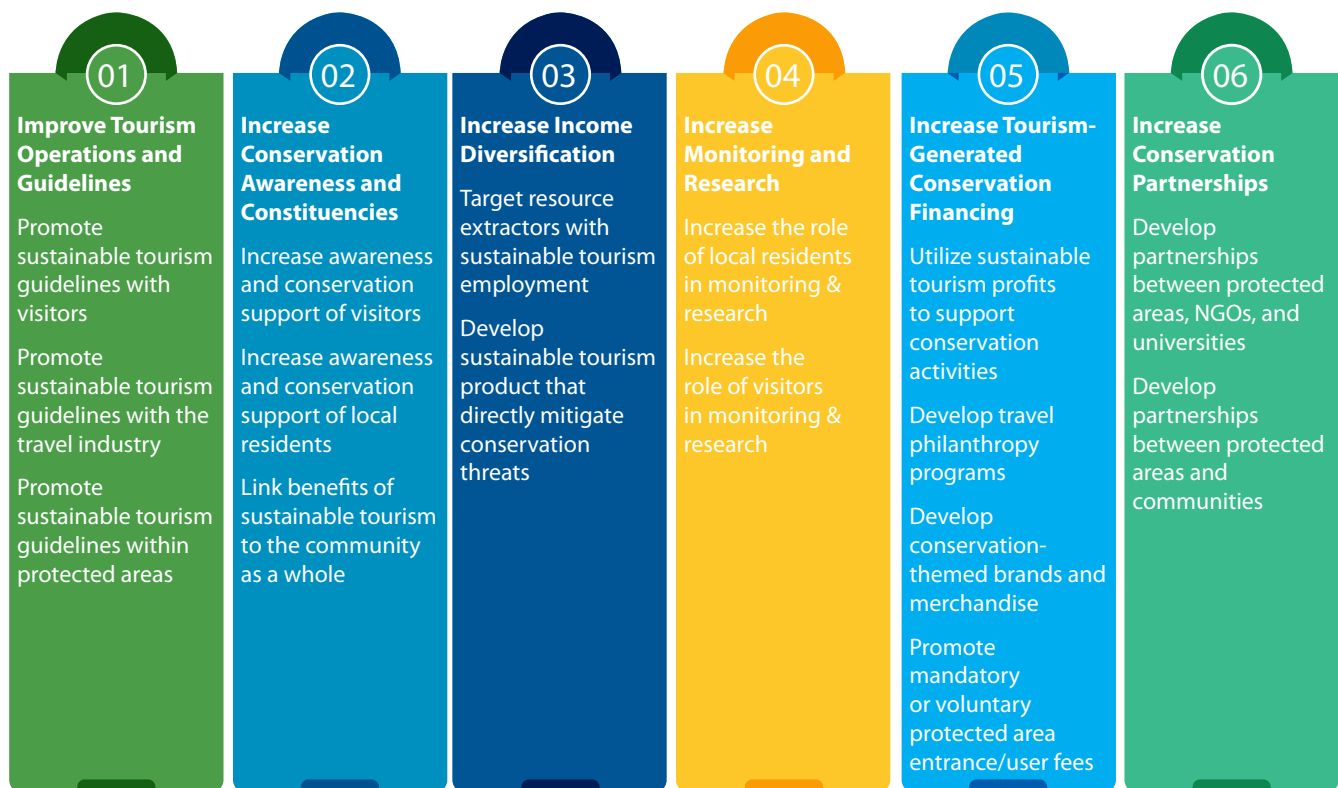 01
Improve Tourism
Operations and
Guidelines
Promote
sustainable tourism
guidelines with
visitors
Promote
sustainable tourism
guidelines with the
travel industry
Promote
sustainable tourism
guidelines within
protected areas
02
Increase
Conservation
Awareness and
Constituencies
Increase awareness
and conservation
support of visitors
Increase awareness
and conservation
support of local
residents
Link benefits of
sustainable tourism
to the community
as a whole
03
Increase Income
Diversification
Target resource
extractors with
sustainable tourism
employment
Develop
sustainable tourism
product that
directly mitigate
conservation
threats
04
Increase
Monitoring and
Research
Increase the role
of local residents
in monitoring &
research
Increase the
role of visitors
in monitoring &
research
05
Increase Tourism-
Generated
Conservation
Financing
Utilize sustainable
tourism profits
to support
conservation
activities
Develop travel
philanthropy
programs
Develop
conservation-
themed brands and
merchandise
Promote
mandatory
or voluntary
protected area
entrance/user fees
06
Increase
Conservation
Partnerships
Develop
partnerships
between protected
areas, NGOs, and
universities
Develop
partnerships
between protected
areas and
communities